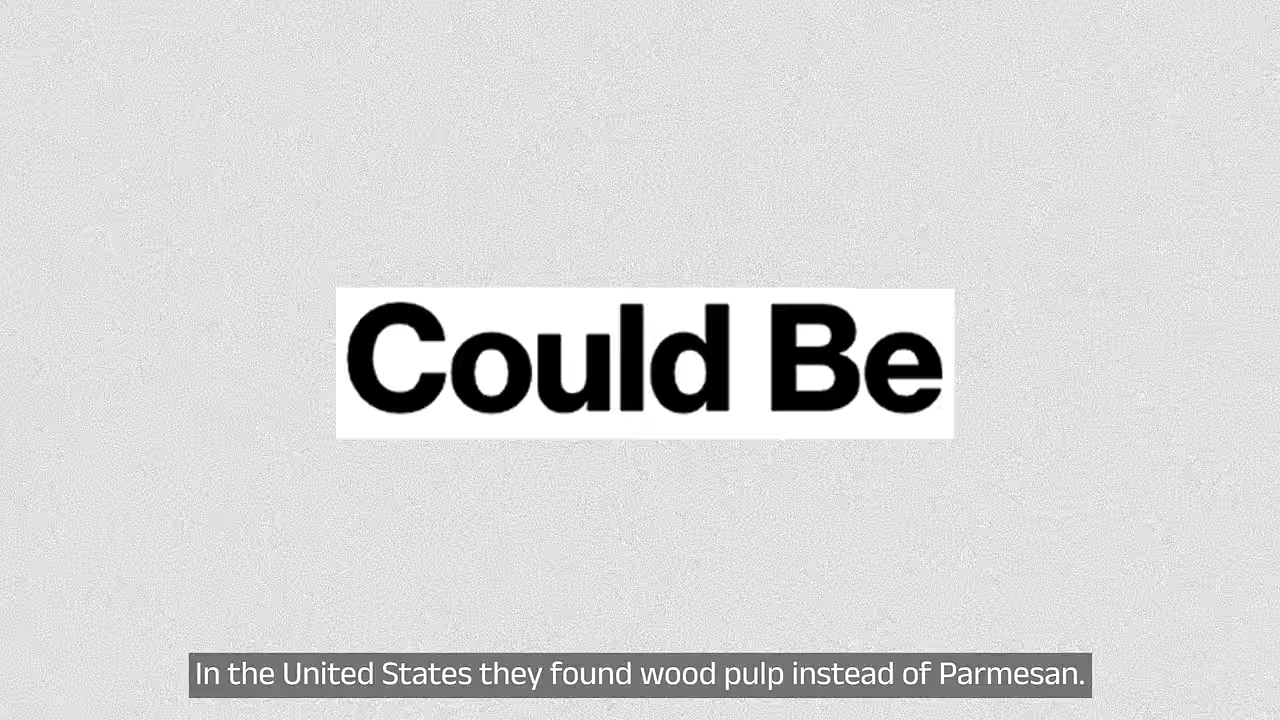 Could Be
In the United States they found wood pulp instead of Parmesan.